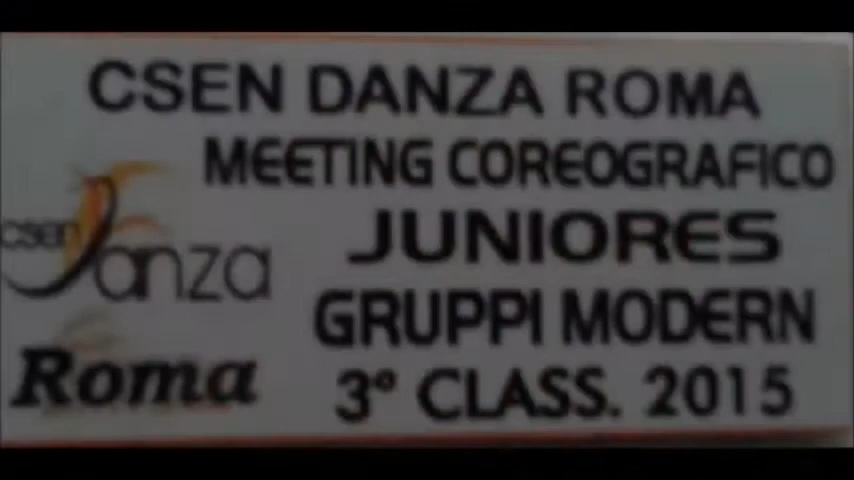 CSEN DANZA ROMA
MEETING COREOGRAFICO
JUNIORES
GRUPPI MODERN
3° CLASS. 2015
csen
Danza
Roma